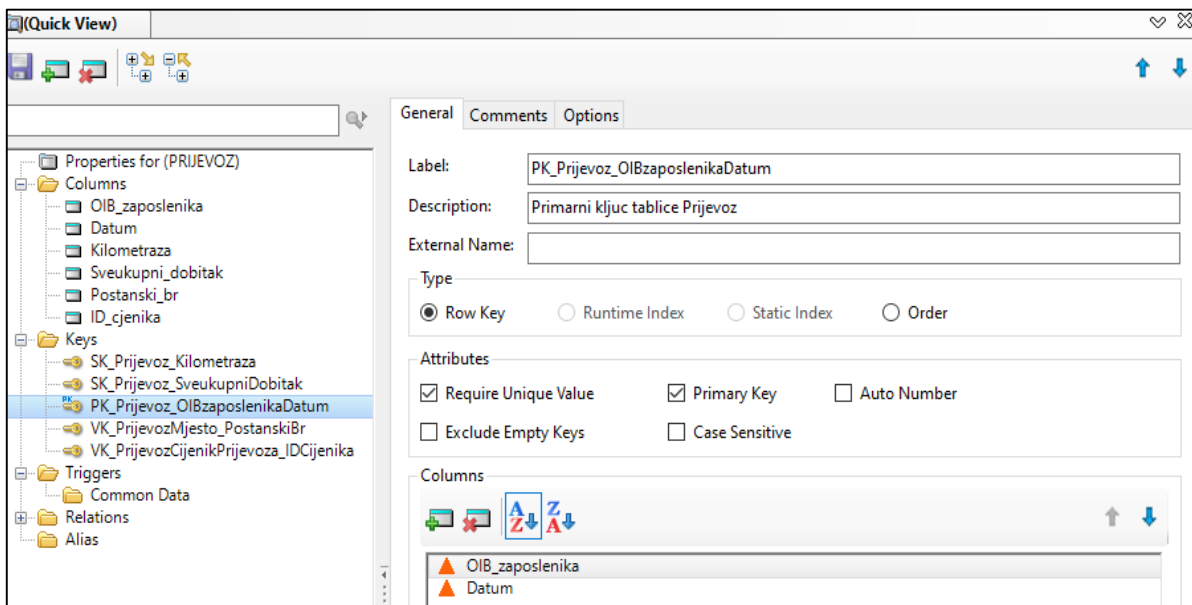 (Quick View)
General Comments Options
Properties for (PRIJEVOZ)
Columns
OIB_zaposlenika
Datum
Kilometraza
Sveukupni_dobitak
Postanski_br
ID_cjenika
Keys
SK_Prijevoz_Kilometraza
SK_Prijevoz_SveukupniDobitak
PK_Prijevoz_OIBzaposlenikaDatum
VK_PrijevozMjesto_PostanskiBr
VK_PrijevozCijenikPrijevoza_IDCijenika
Triggers
Common Data
Relations
Alias
Label: PK_Prijevoz_OIBzaposlenikaDatum
Description: Primarni kljuc tablice Prijevoz
External Name:
Type
Row Key Runtime Index Static Index Order
Attributes
Require Unique Value Primary Key Auto Number
Exclude Empty Keys Case Sensitive
Columns
OIB_zaposlenika
Datum